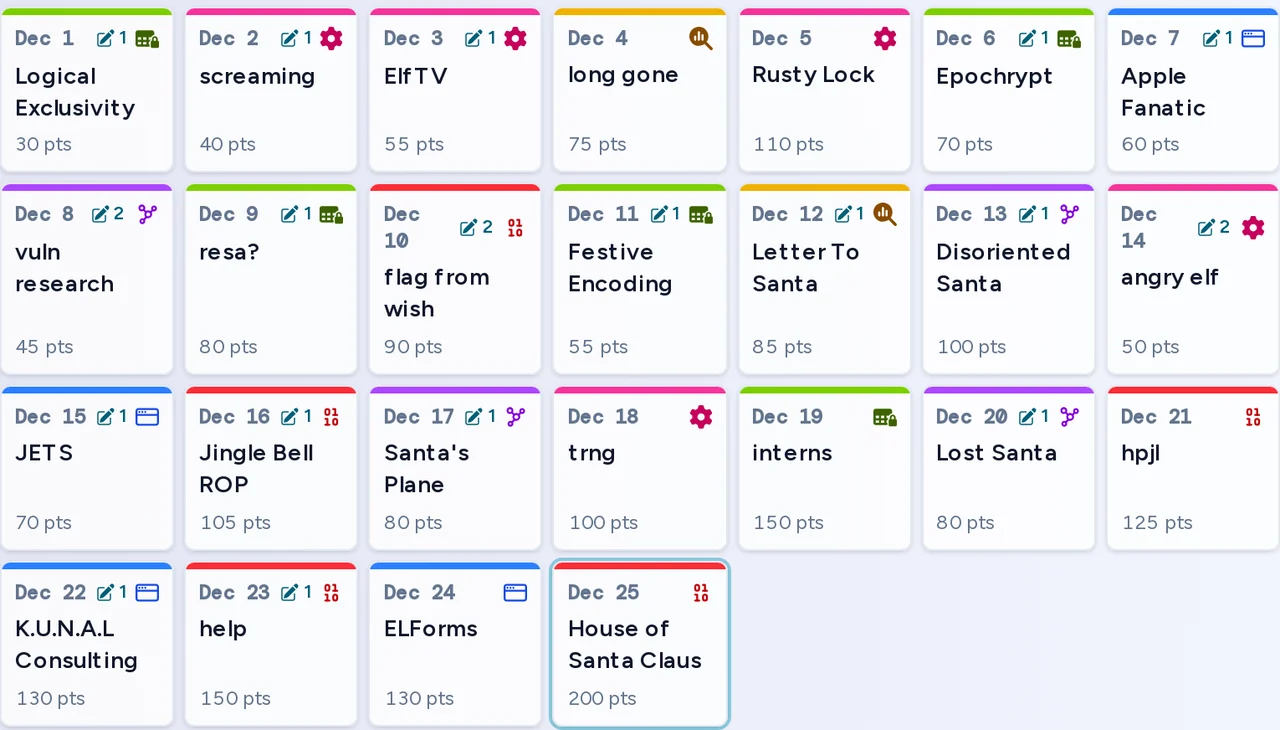 Dec 1 1
Logical
Exclusivity
30 pts
Dec 2 1
screaming
40 pts
Dec 3 1
ElfTV
55 pts
Dec 4
long gone
75 pts
Dec 5
Rusty Lock
110 pts
Dec 6 1
Epochrypt
70 pts
Dec 7 1
Apple
Fanatic
60 pts
Dec 8 2
vuln
research
45 pts
Dec 9 1
resa?
80 pts
Dec
10 2 01
10
flag from
wish
90 pts
Dec 11 1
Festive
Encoding
55 pts
Dec 12 1
Letter To
Santa
85 pts
Dec 13 1
Disoriented
Santa
100 pts
Dec
14 2
angry elf
50 pts
Dec 15 1
JETS
70 pts
Dec 16 1 01
10
Jingle Bell
ROP
105 pts
Dec 17 1
Santa's
Plane
80 pts
Dec 18
trng
100 pts
Dec 19
interns
150 pts
Dec 20 1
Lost Santa
80 pts
Dec 21 01
10
hpjl
125 pts
Dec 22 1
K.U.N.A.L
Consulting
130 pts
Dec 23 1 01
10
help
150 pts
Dec 24
ELForms
130 pts
Dec 25 01
10
House of
Santa Claus
200 pts